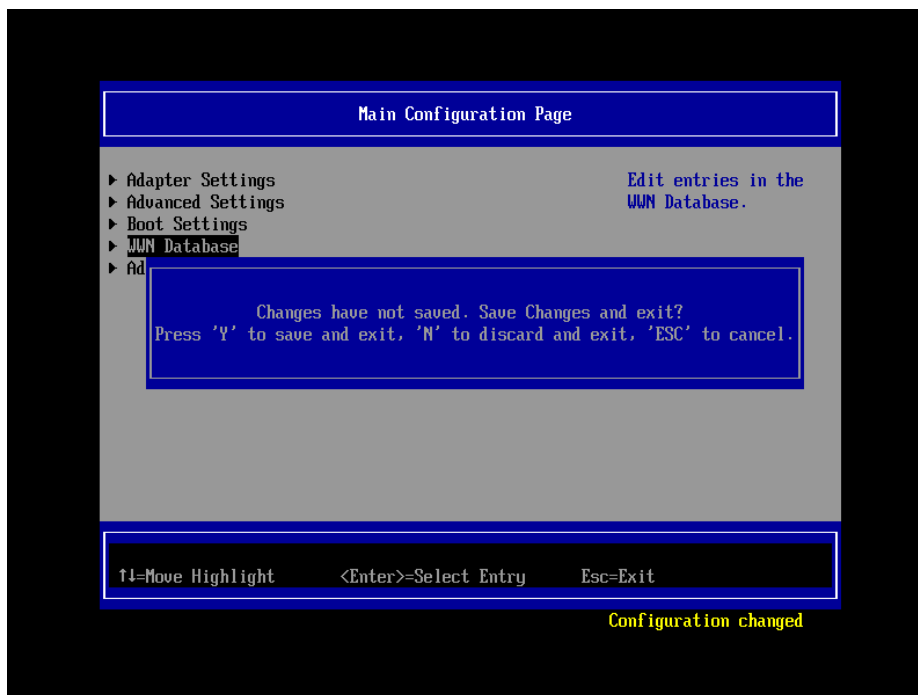 Main Configuration Page
▶ Adapter Settings
▶ Advanced Settings
▶ Boot Settings
▶ WWN Database
▶ Ad
Edit entries in the
WWN Database.
Changes have not saved. Save Changes and exit?
Press 'Y' to save and exit, 'N' to discard and exit, 'ESC' to cancel.
↑↓=Move Highlight <Enter>=Select Entry Esc=Exit
Configuration changed